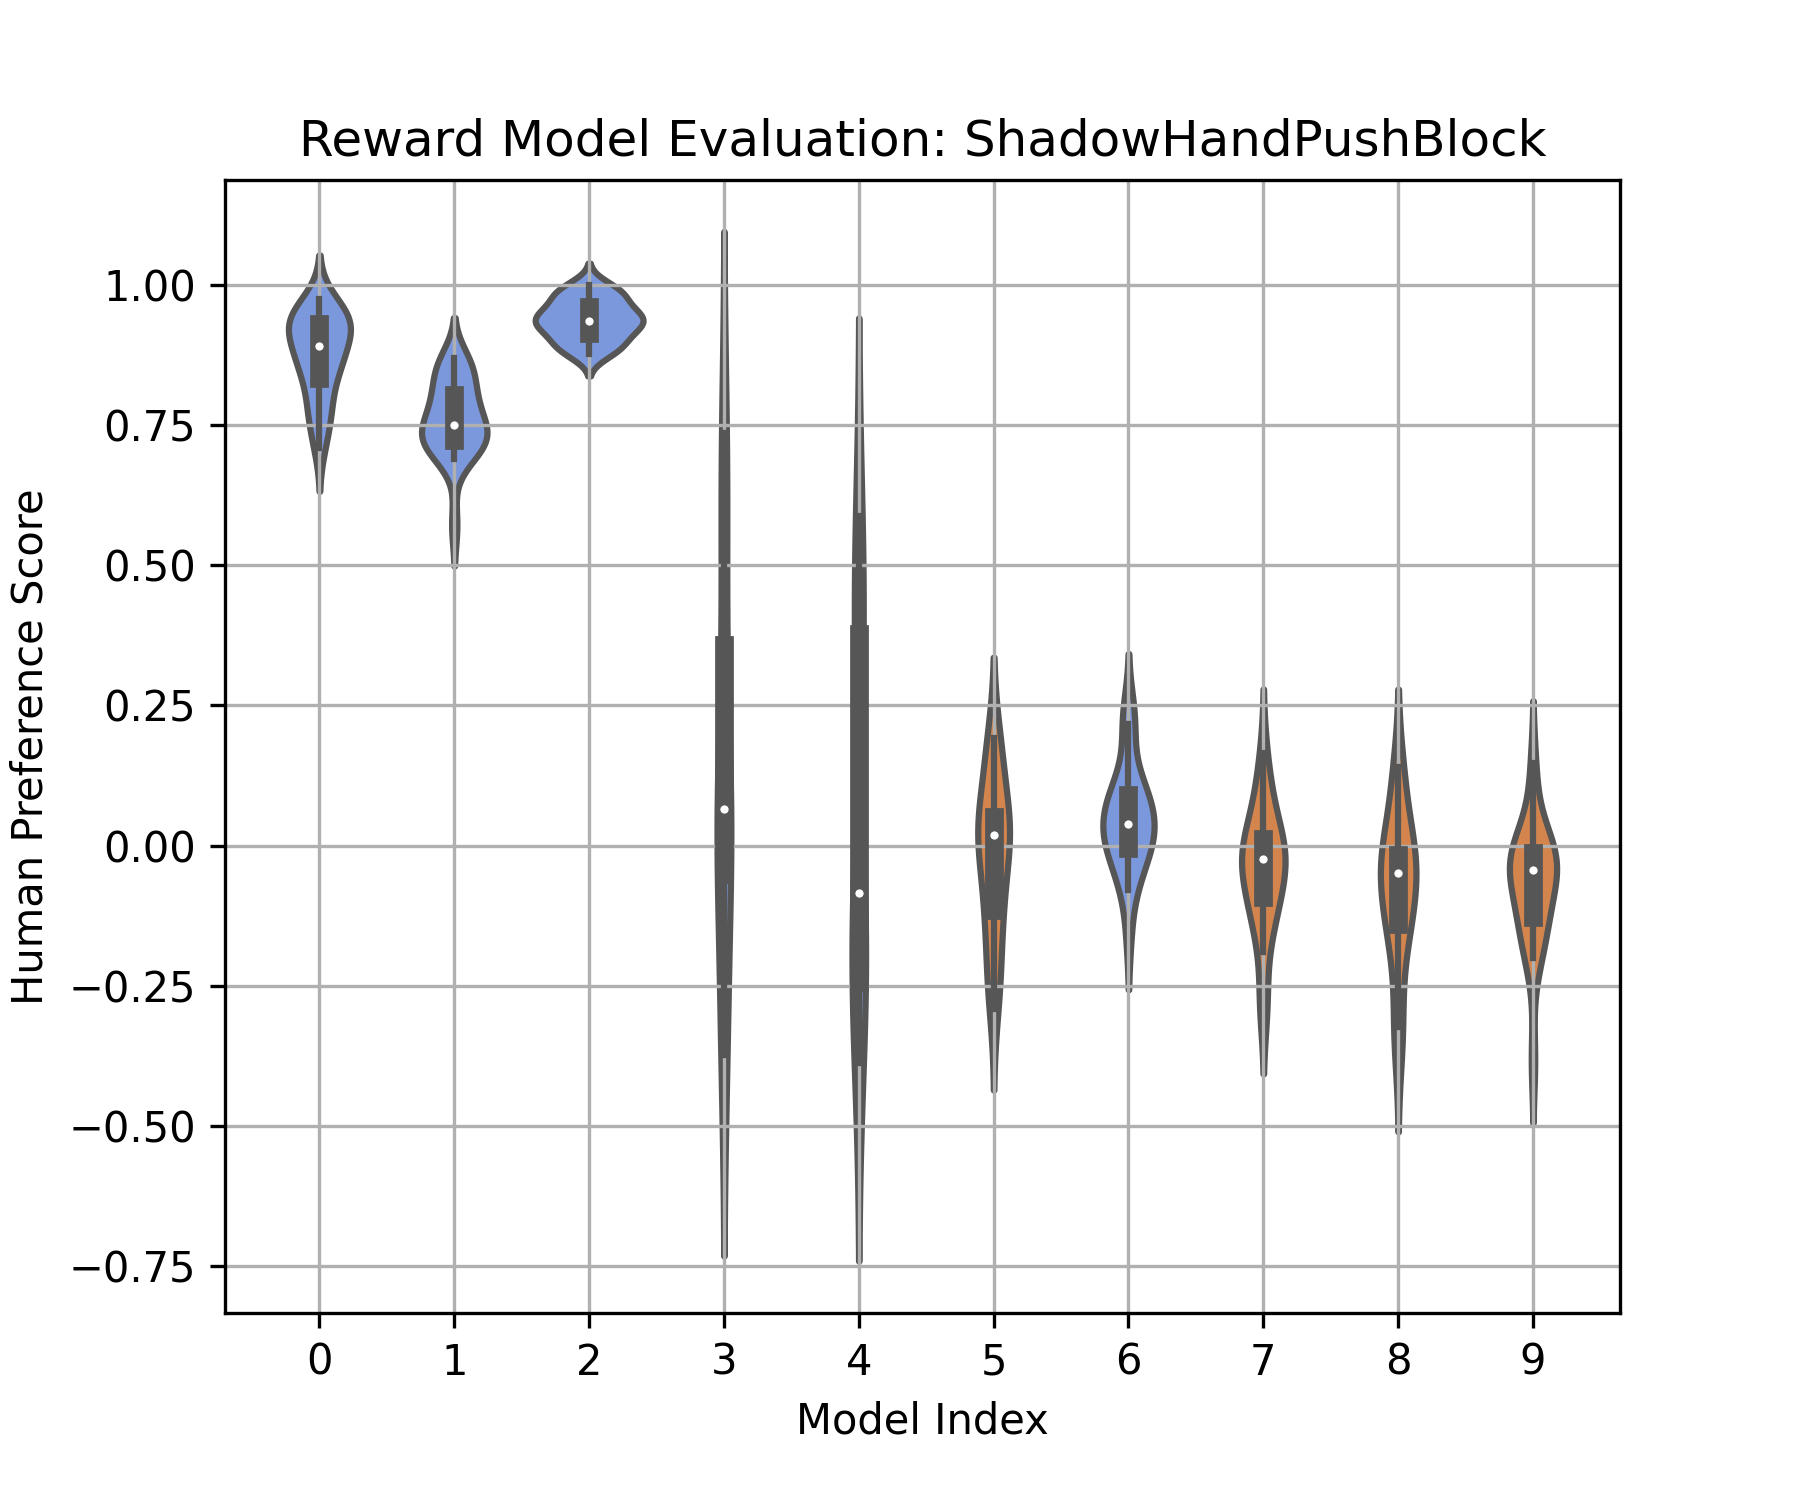 Reward Model Evaluation: ShadowHandPushBlock
Human Preference Score
1.00
0.75
0.50
0.25
0.00
−0.25
−0.50
−0.75
0 1 2 3 4 5 6 7 8 9
Model Index